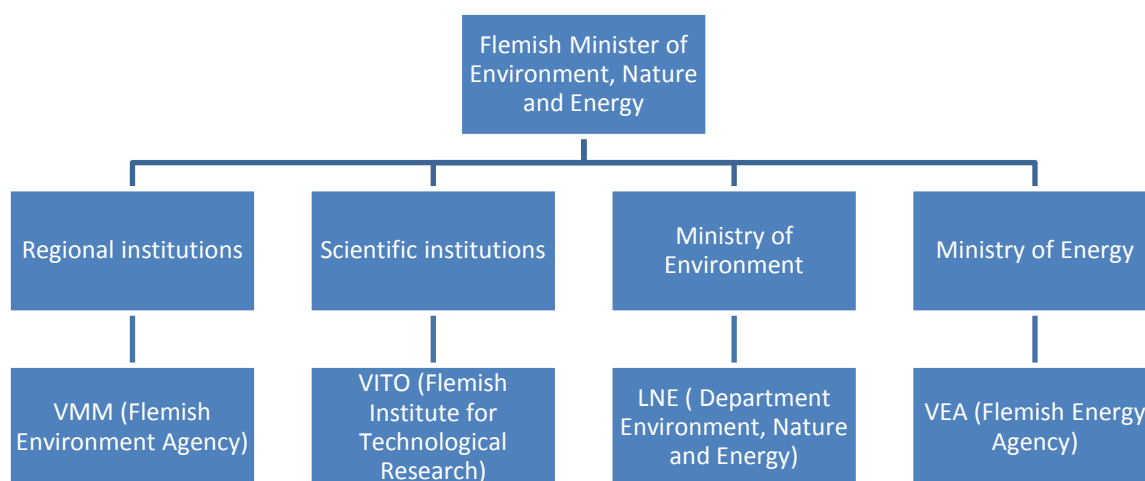 Flemish Minister of
Environment, Nature
and Energy
Regional institutions
Scientific institutions
Ministry of
Environment
Ministry of Energy
VMM (Flemish
Environment Agency)
VITO (Flemish
Institute for
Technological
Research)
LNE ( Department
Environment, Nature
and Energy)
VEA (Flemish Energy
Agency)